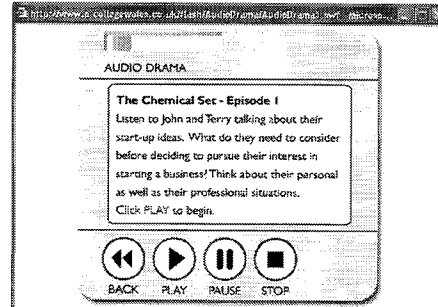 AUDIO DRAMA
The Chemical Set - Episode 1
Listen to John and Terry talking about their
start-up ideas. What do they need to consider
before deciding to pursue their interest in
starting a business? Think about their personal
as well as their professional situations.
Click PLAY to begin.
BACK PLAY PAUSE STOP